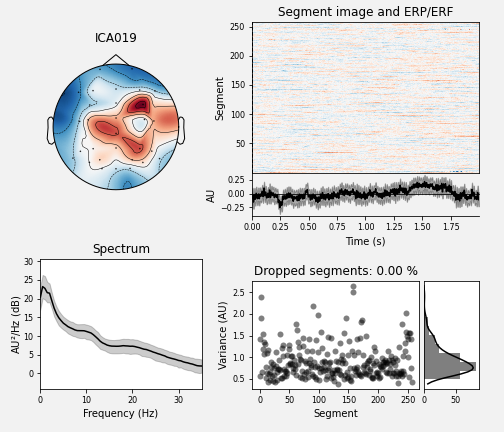 ICA019
Segment image and ERP/ERF
Segment
250
200
150
100
50
AU
0.25
0.00
−0.25
0.00 0.25 0.50 0.75 1.00 1.25 1.50 1.75
Time (s)
Spectrum
AU²/Hz (dB)
30
25
20
15
10
5
0
0 10 20 30
Frequency (Hz)
Dropped segments: 0.00 %
Variance (AU)
2.5
2.0
1.5
1.0
0.5
0 50 100 150 200 250
Segment
0 50